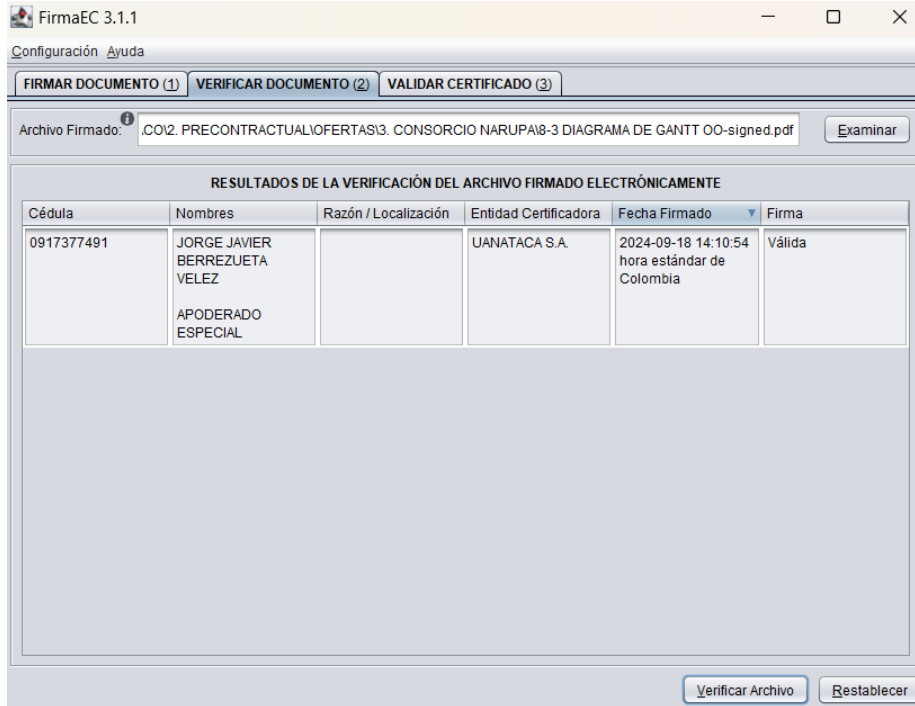 FirmaEC 3.1.1
Configuración Ayuda
FIRMAR DOCUMENTO (1) VERIFICAR DOCUMENTO (2) VALIDAR CERTIFICADO (3)
Archivo Firmado: .CO\2. PRECONTRACTUAL\OFERTAS\3. CONSORCIO NARUPA\8-3 DIAGRAMA DE GANTT OO-signed.pdf Examinar
RESULTADOS DE LA VERIFICACIÓN DEL ARCHIVO FIRMADO ELECTRÓNICAMENTE
Cédula Nombres Razón / Localización Entidad Certificadora Fecha Firmado Firma
0917377491 JORGE JAVIER UANATACA S.A. 2024-09-18 14:10:54 Válida
BERREZUETA hora estándar de
VELEZ Colombia
APODERADO
ESPECIAL
Verificar Archivo Restablecer